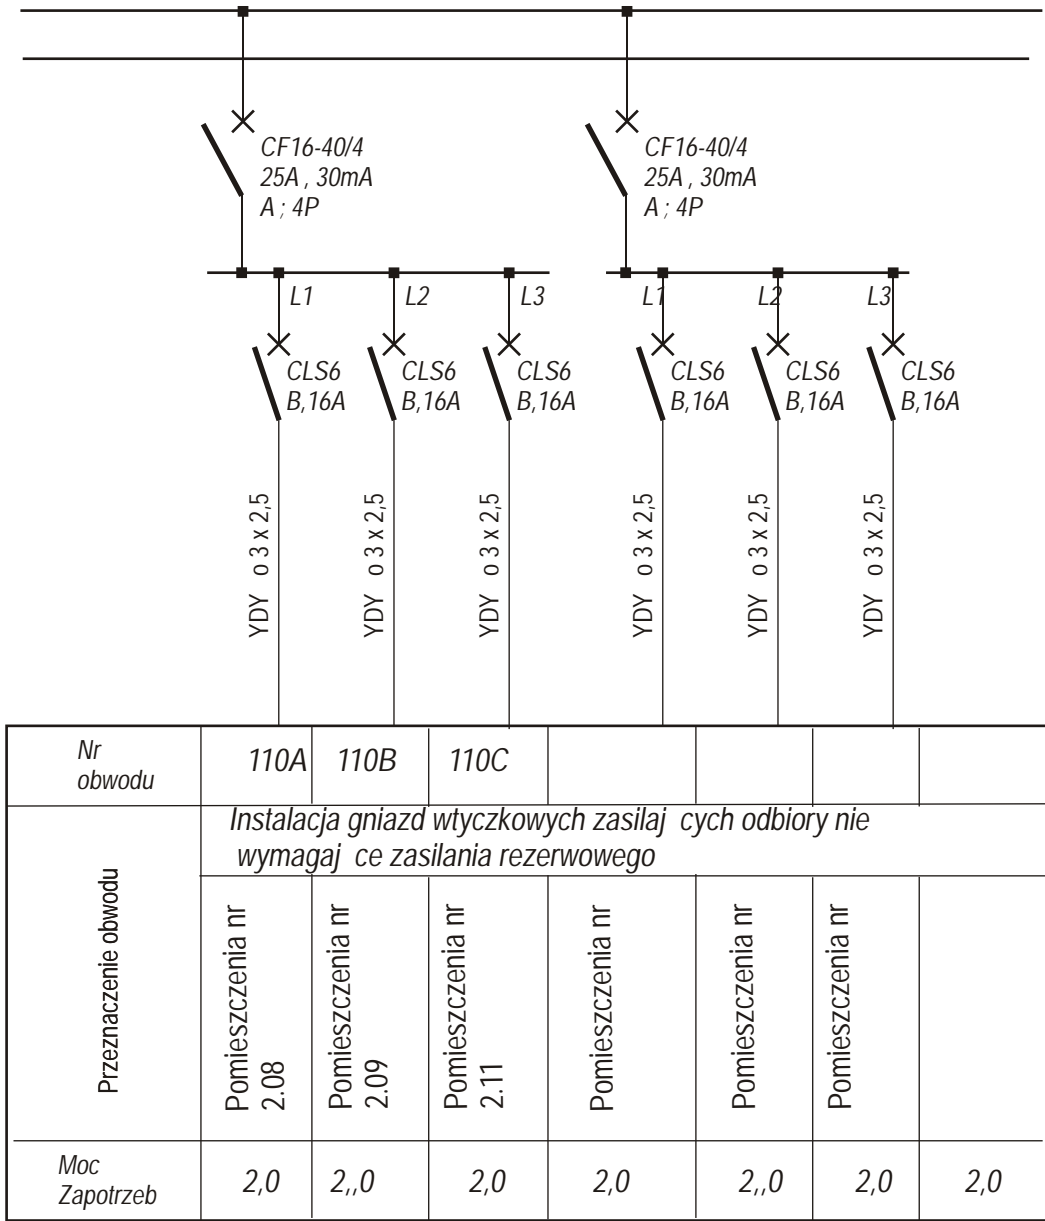 CF16-40/4
25A , 30mA
A ; 4P
CF16-40/4
25A , 30mA
A ; 4P
L1
L2
L3
L1
L2
L3
CLS6
B,16A
CLS6
B,16A
CLS6
B,16A
CLS6
B,16A
CLS6
B,16A
CLS6
B,16A
YDY o 3 x 2,5
YDY o 3 x 2,5
YDY o 3 x 2,5
YDY o 3 x 2,5
YDY o 3 x 2,5
YDY o 3 x 2,5
Nr
obwodu
110A
110B
110C
Przeznaczenie obwodu
Instalacja gniazd wtyczkowych zasilaj cych odbiory nie
wymagaj ce zasilania rezerwowego
Pomieszczenia nr
2.08
Pomieszczenia nr
2.09
Pomieszczenia nr
2.11
Pomieszczenia nr
Pomieszczenia nr
Pomieszczenia nr
Moc
Zapotrzeb
2,0
2,,0
2,0
2,0
2,,0
2,0
2,0